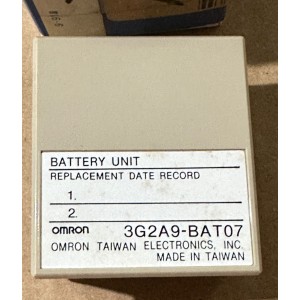 BATTERY UNIT
REPLACEMENT DATE RECORD
1.
2.
OMRON 3G2A9-BAT07
OMRON TAIWAN ELECTRONICS, INC.
MADE IN TAIWAN